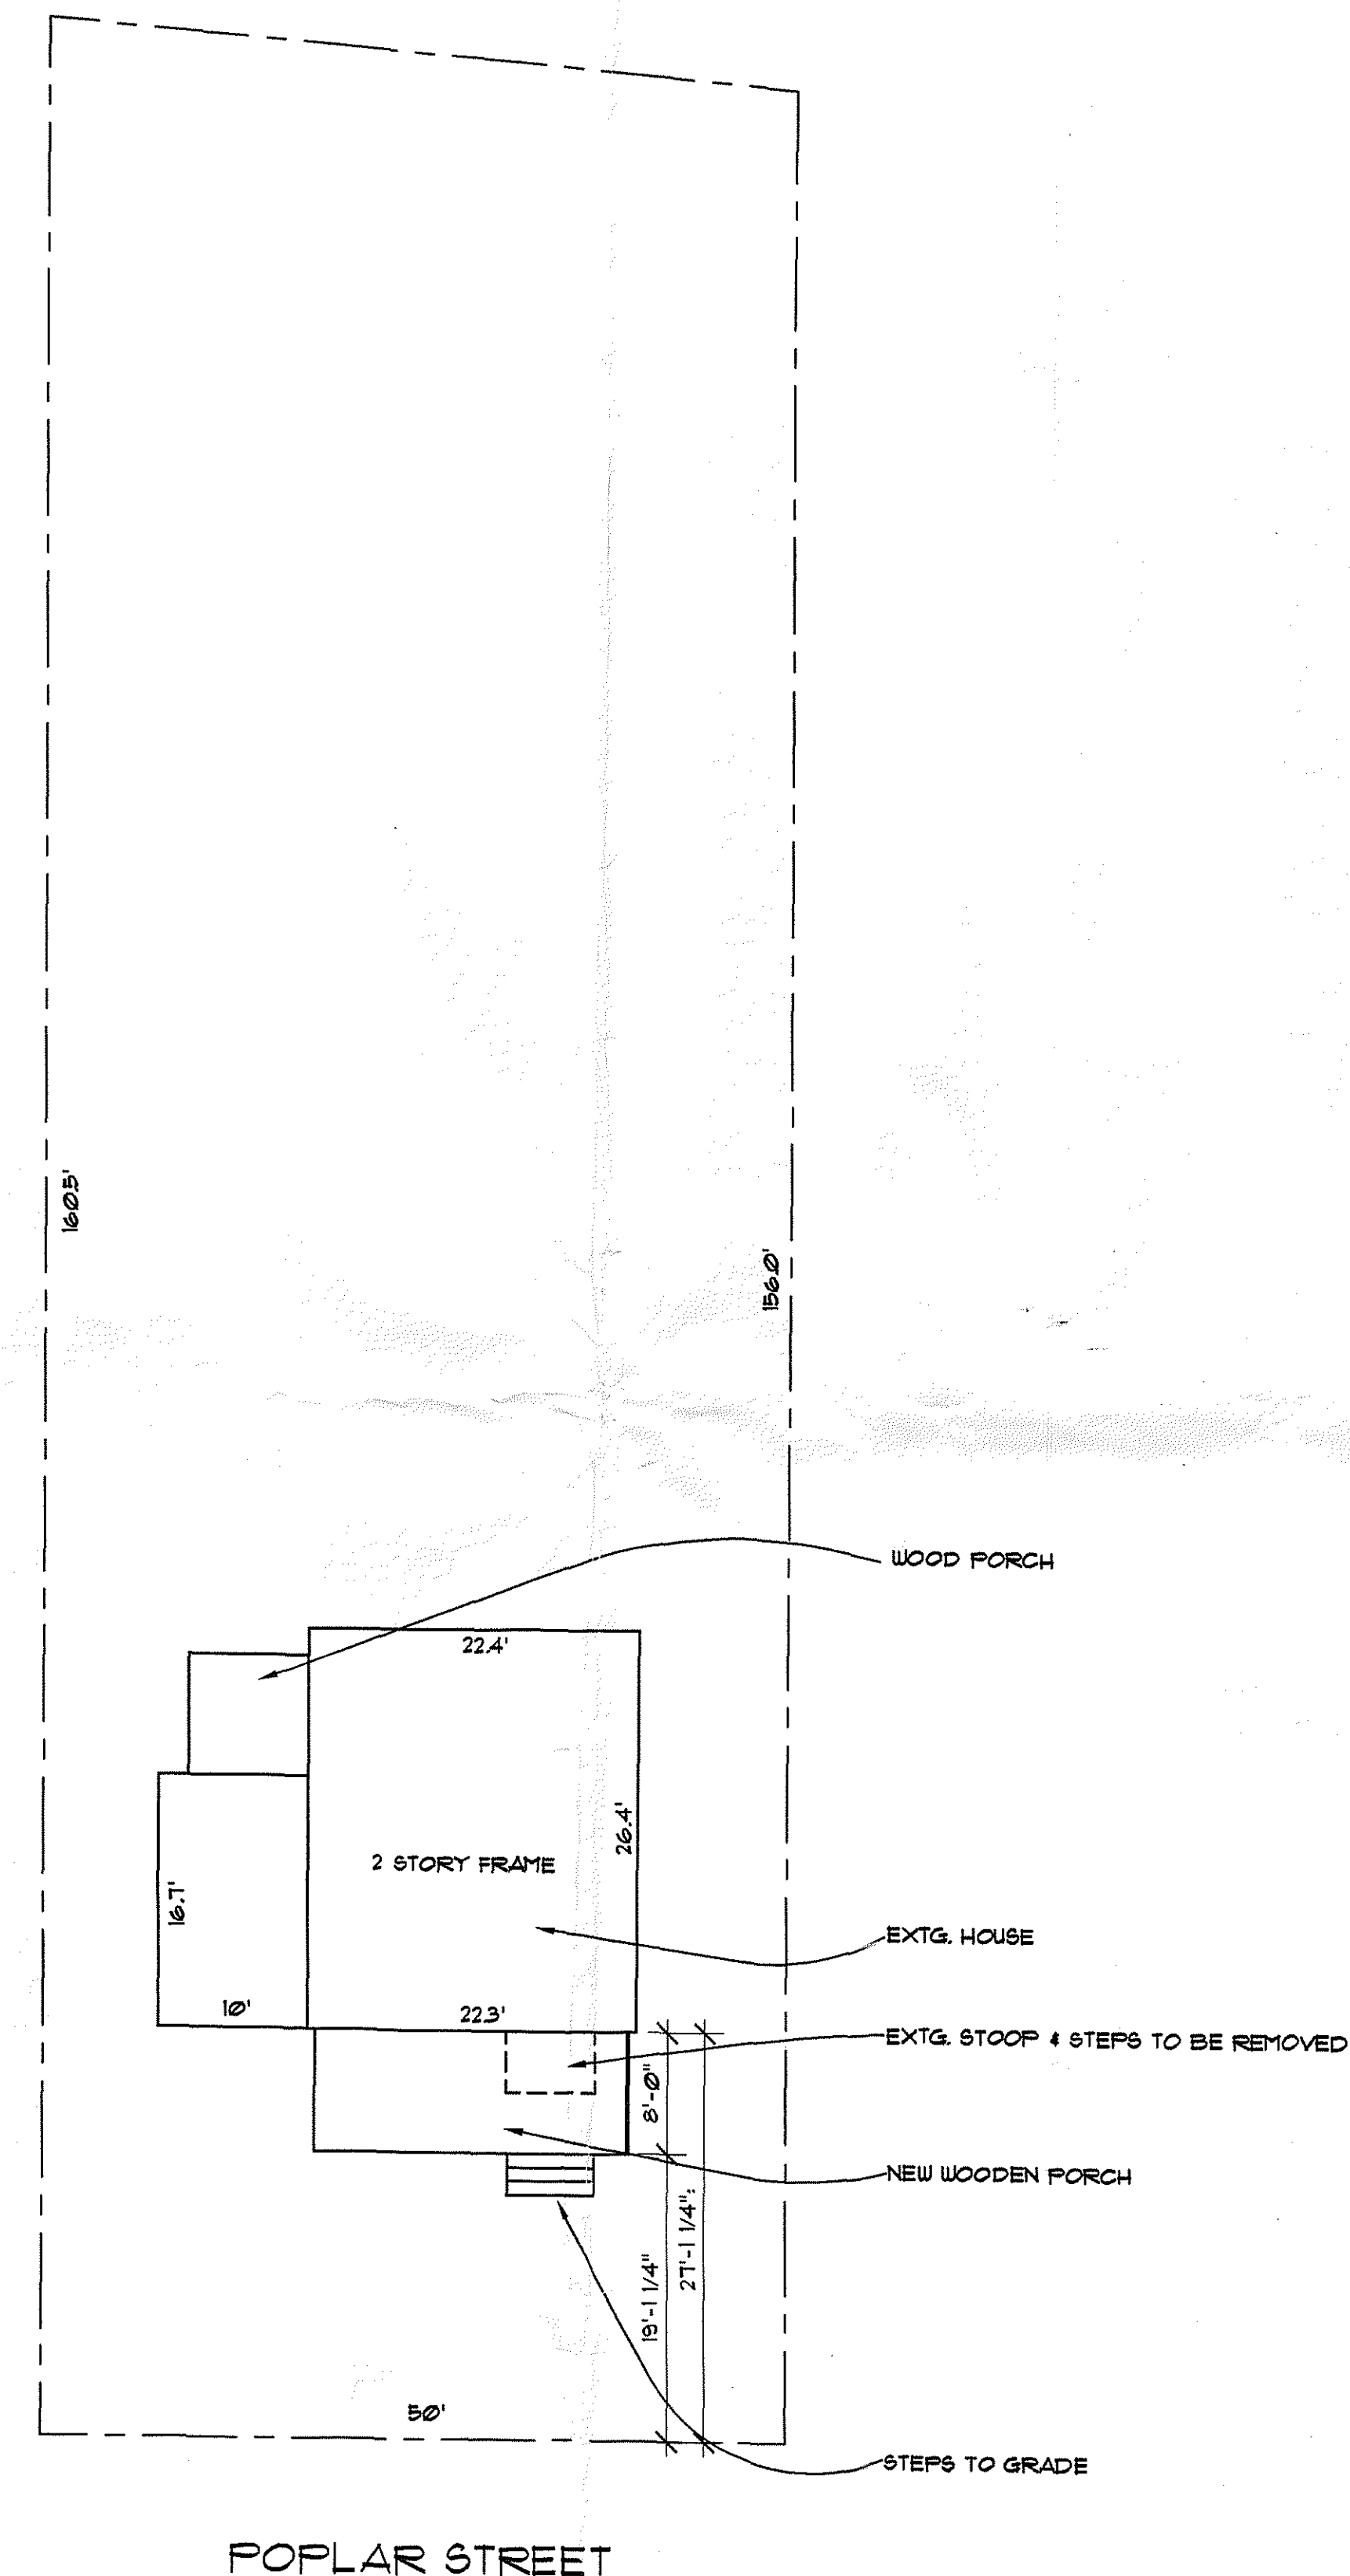 160.5'
156.0'
WOOD PORCH
22.4'
26.4'
2 STORY FRAME
16.7'
EXTG. HOUSE
10'
22.3'
EXTG. STOOP & STEPS TO BE REMOVED
8'-0"
NEW WOODEN PORCH
19'-1 1/4"
27'-1 1/4"±
50'
STEPS TO GRADE
POPLAR STREET